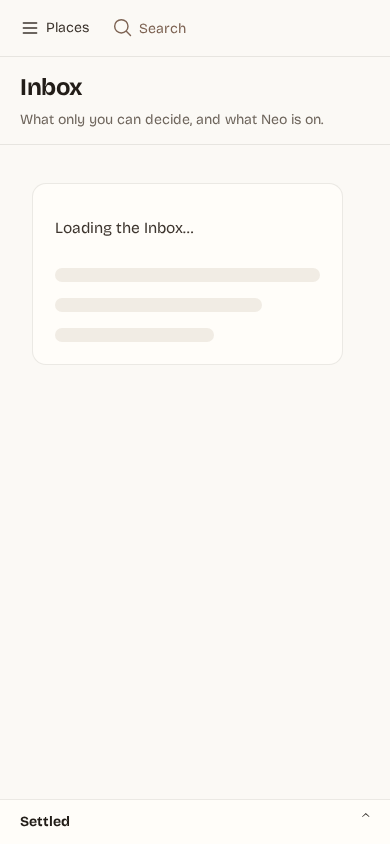 Places
Search
Inbox
What only you can decide, and what Neo is on.
Loading the Inbox...
Settled